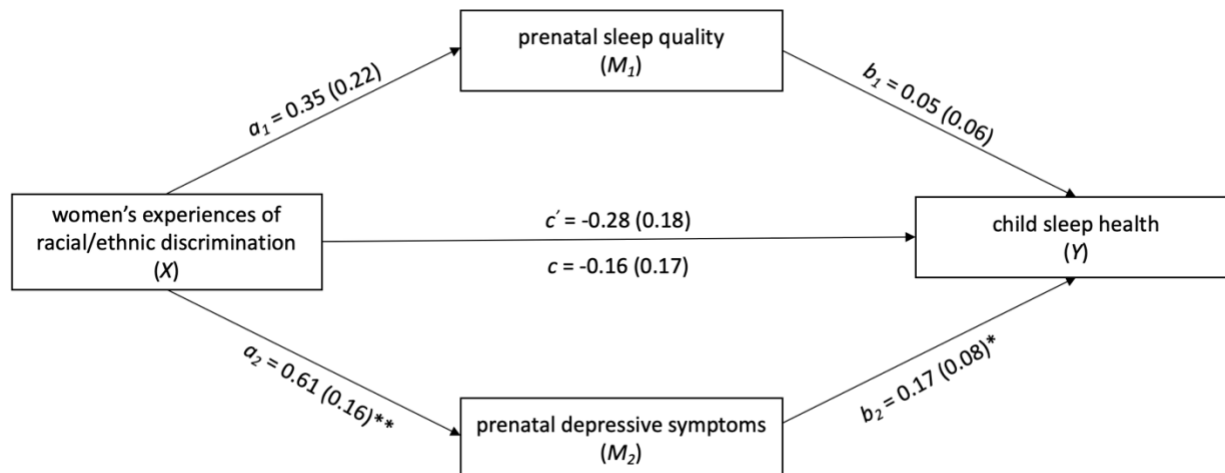 prenatal sleep quality
(M₁)
a₁ = 0.35 (0.22)
b₁ = 0.05 (0.06)
women’s experiences of
racial/ethnic discrimination
(X)
c′ = -0.28 (0.18)
c = -0.16 (0.17)
child sleep health
(Y)
a₂ = 0.61 (0.16)**
b₂ = 0.17 (0.08)*
prenatal depressive symptoms
(M₂)